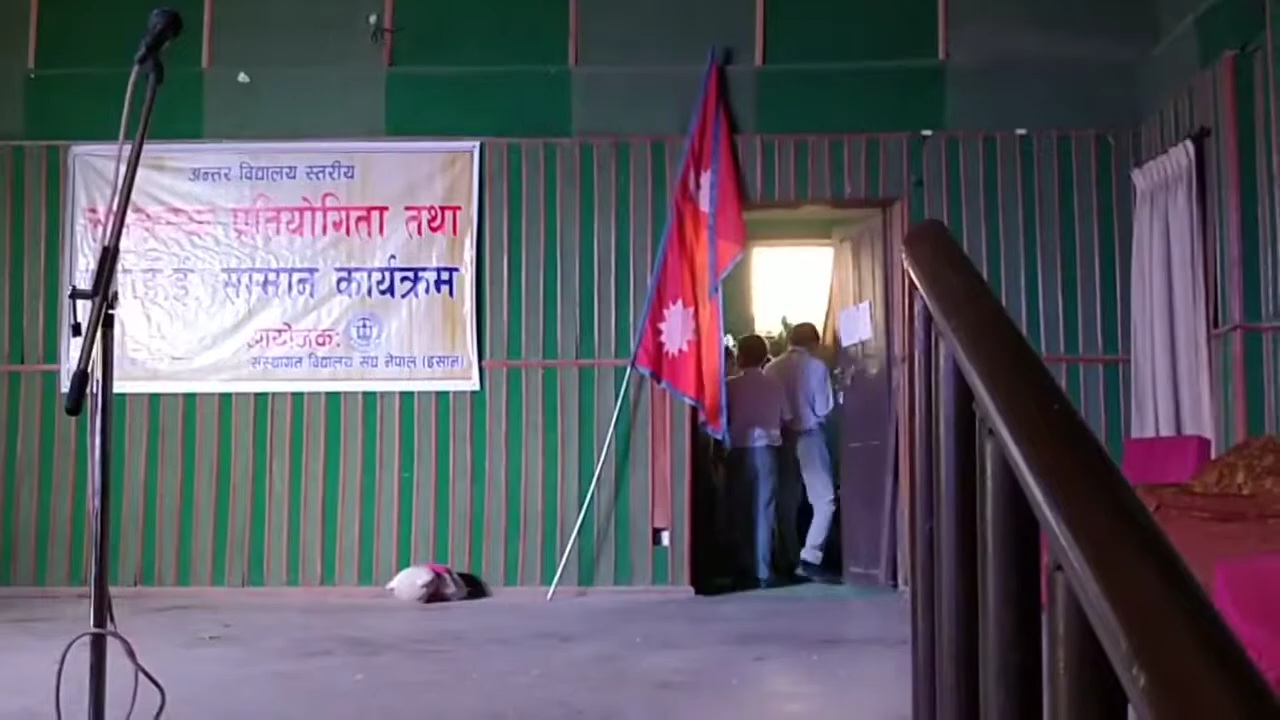 अन्तर विद्यालय स्तरीय
प्रतियोगिता तथा
सम्मान कार्यक्रम
आयोजक:
संस्थागत विद्यालय संघ नेपाल (इसान)